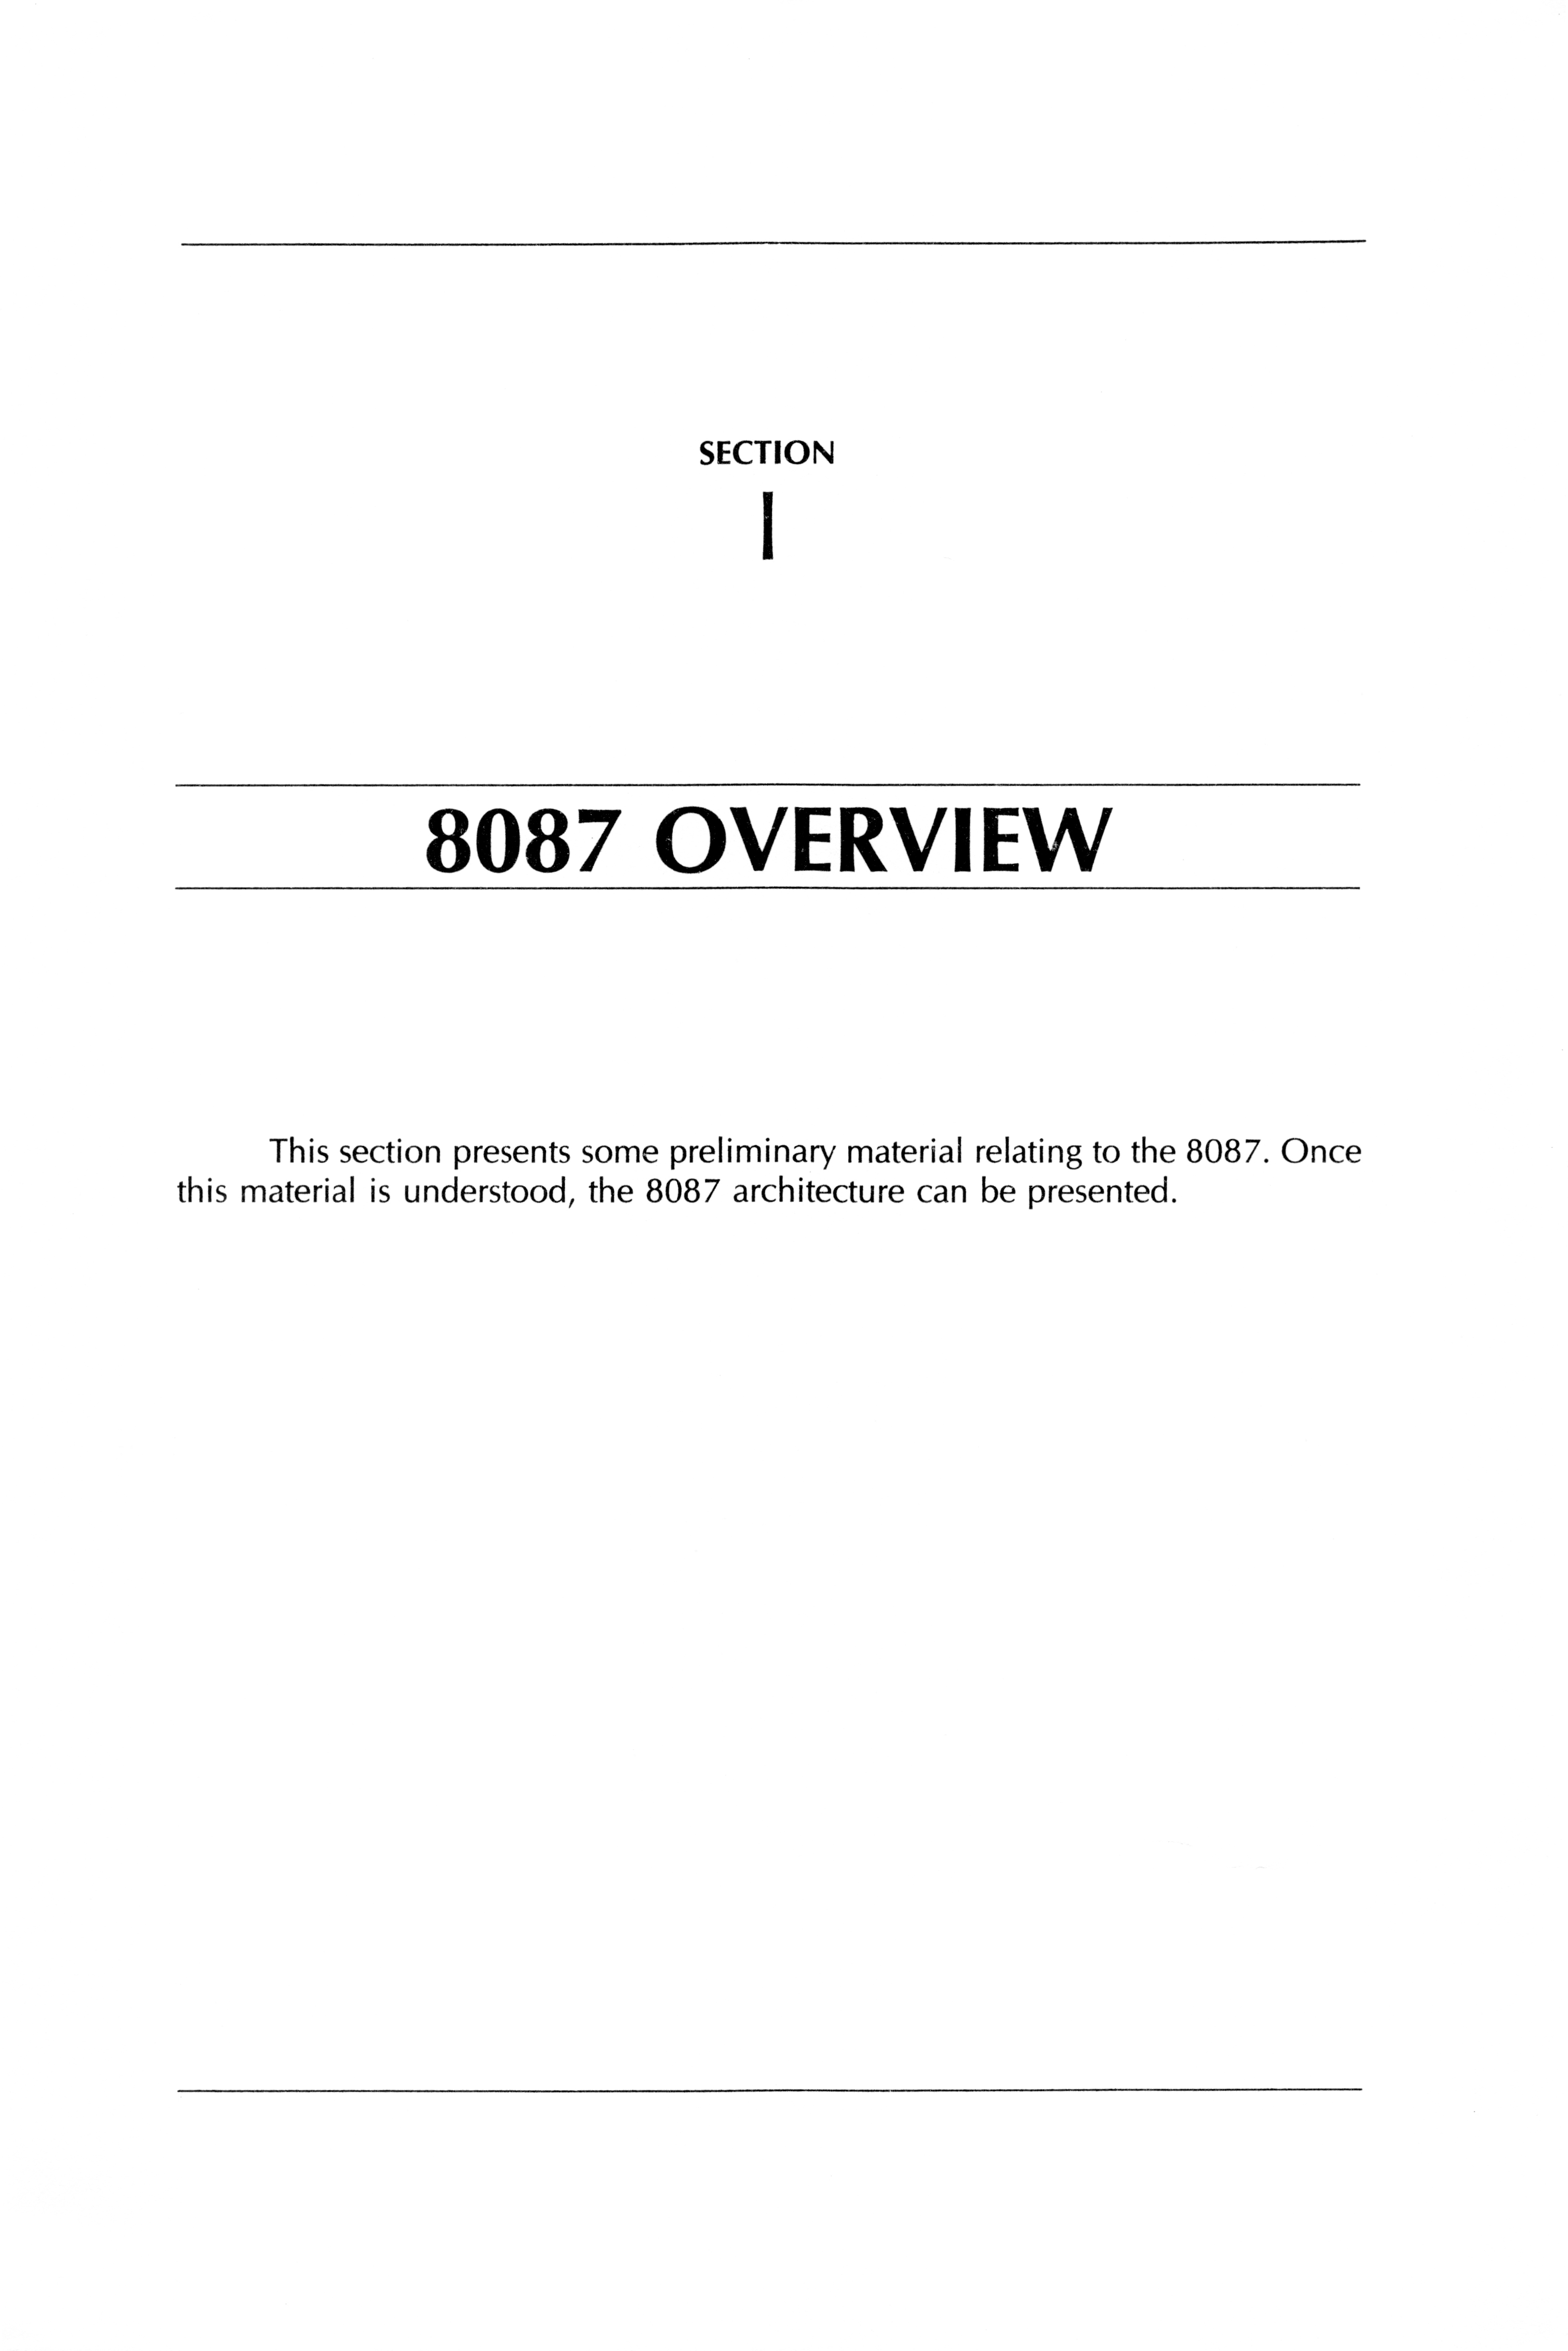 SECTION
I
8087 OVERVIEW
This section presents some preliminary material relating to the 8087. Once
this material is understood, the 8087 architecture can be presented.